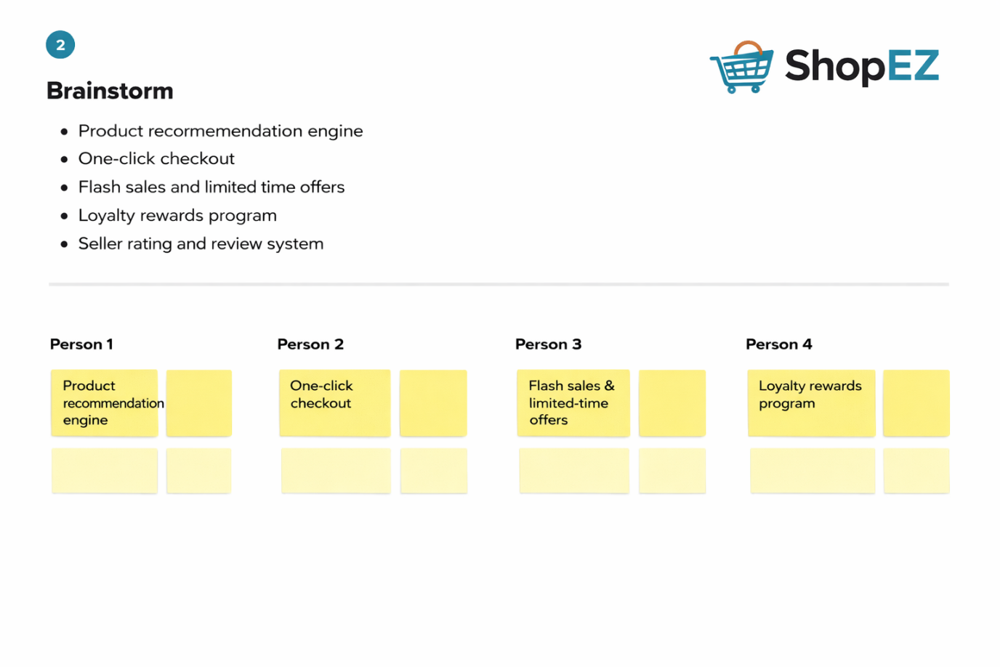 2
ShopEZ
Brainstorm
• Product recormemendation engine
• One-click checkout
• Flash sales and limited time offers
• Loyalty rewards program
• Seller rating and review system
Person 1
Product
recommendation
engine
Person 2
One-click
checkout
Person 3
Flash sales &
limited-time
offers
Person 4
Loyalty rewards
program